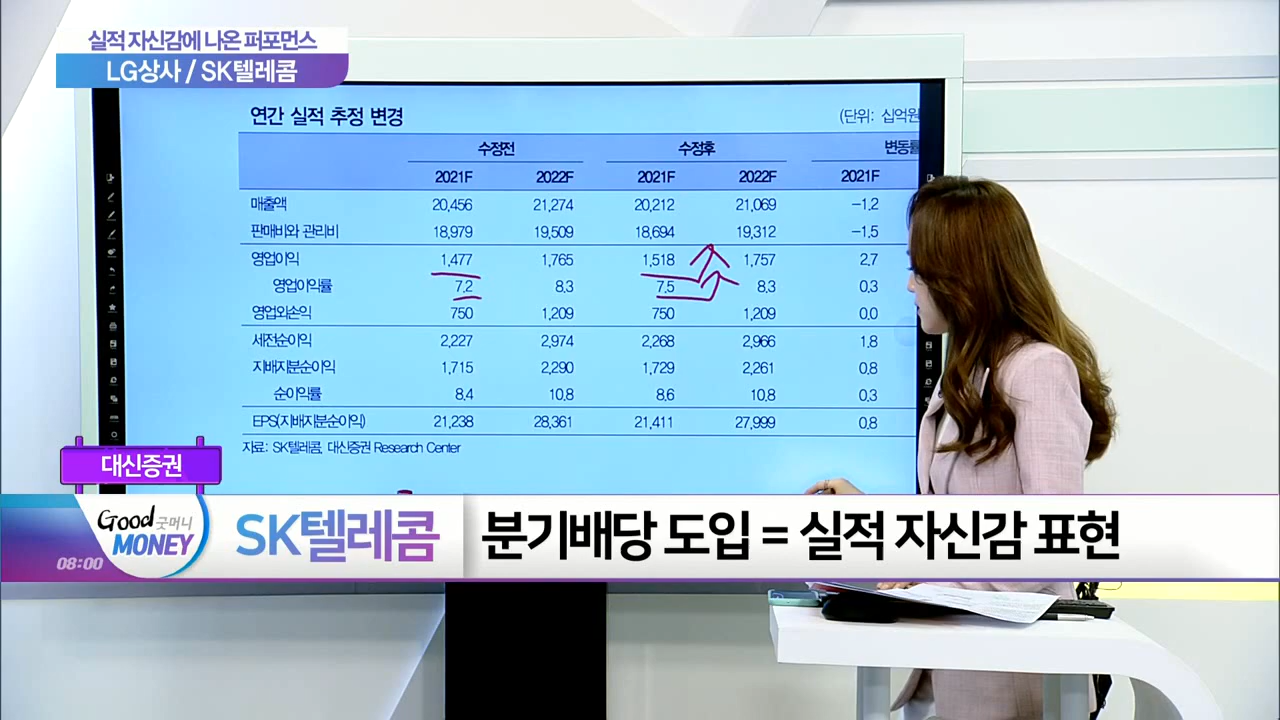 실적 자신감에 나온 퍼포먼스
LG상사 / SK텔레콤
연간 실적 추정 변경
(단위: 십억원
수정전 수정후 변동률
2021F 2022F 2021F 2022F 2021F
매출액 20,456 21,274 20,212 21,069 -1.2
판매비와 관리비 18,979 19,509 18,694 19,312 -1.5
영업이익 1,477 1,765 1,518 1,757 2.7
영업이익률 7.2 8.3 7.5 8.3 0.3
영업외손익 750 1,209 750 1,209 0.0
세전순이익 2,227 2,974 2,268 2,966 1.8
지배지분순이익 1,715 2,290 1,729 2,261 0.8
순이익률 8.4 10.8 8.6 10.8 0.3
EPS(지배지분순이익) 21,238 28,361 21,411 27,999 0.8
자료: SK텔레콤, 대신증권 Research Center
대신증권
Good 굿머니
MONEY
08:00
SK텔레콤
분기배당 도입 = 실적 자신감 표현